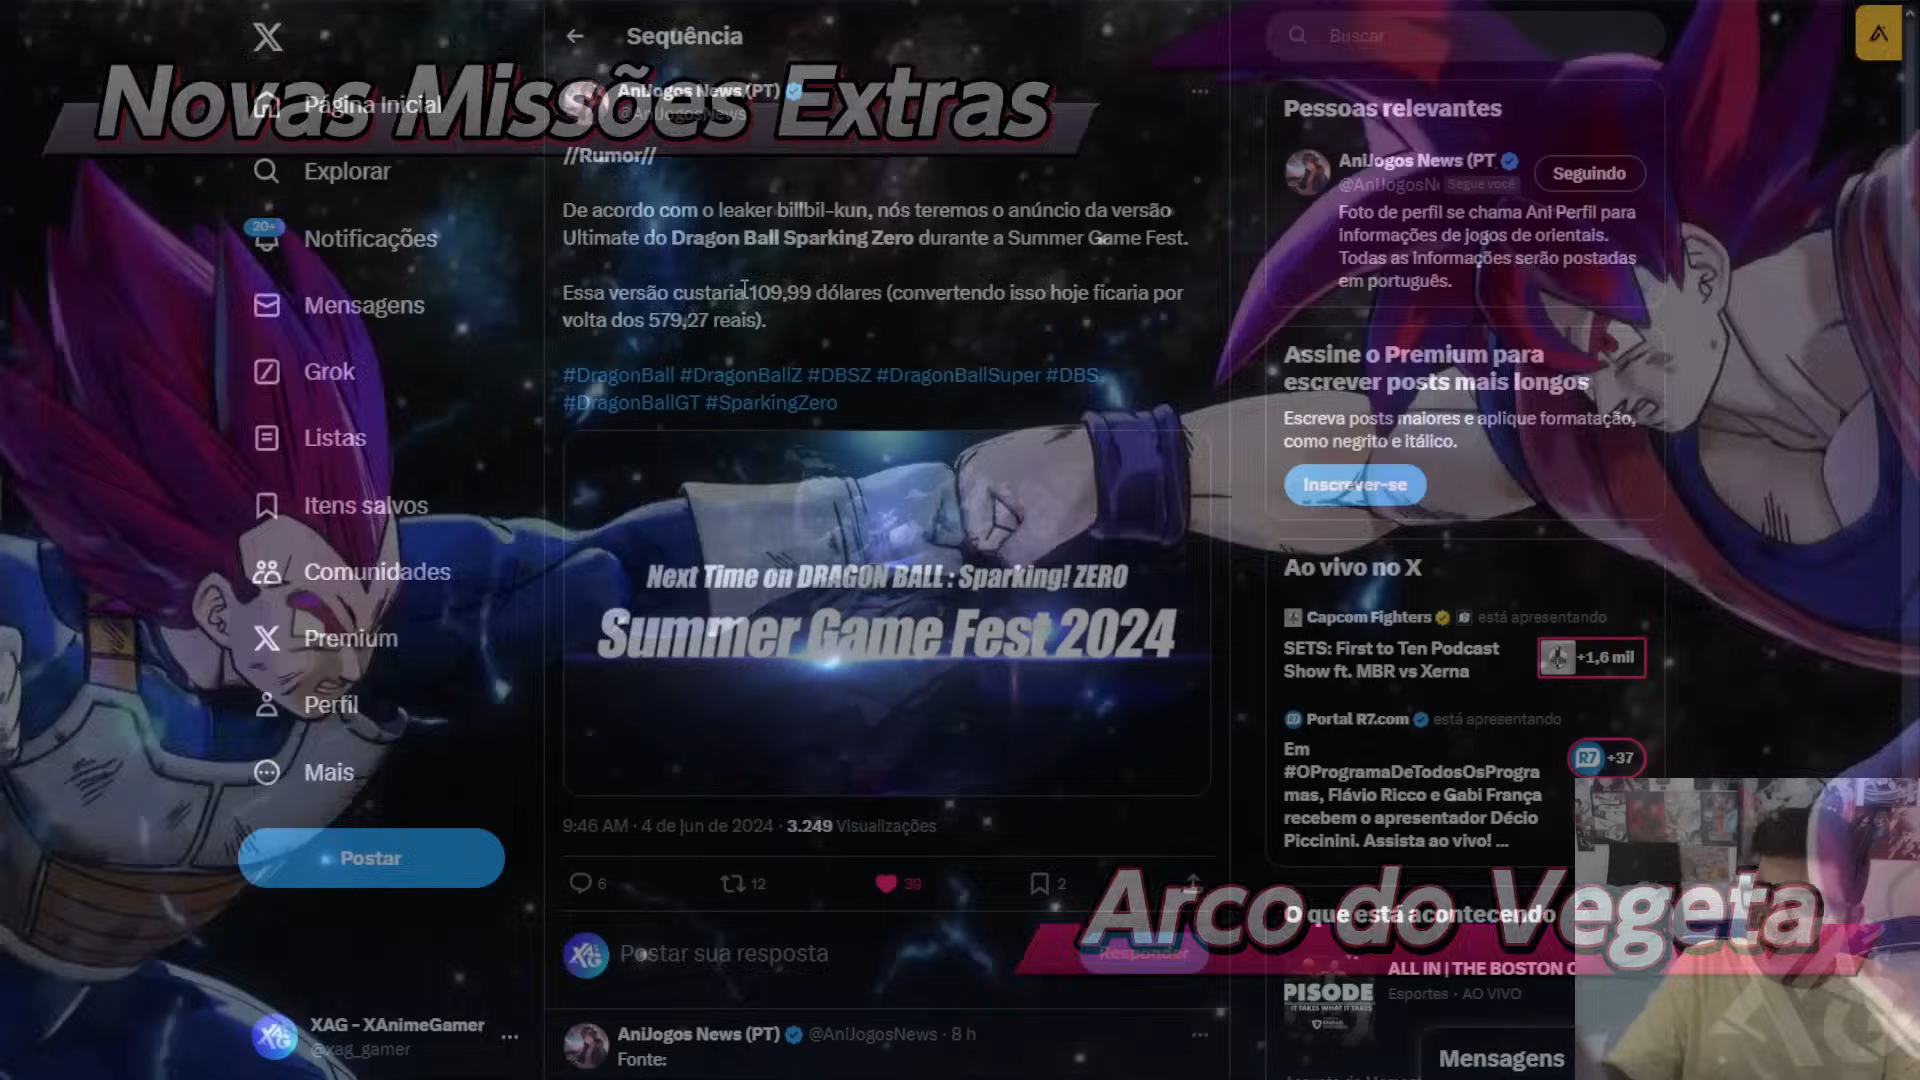 Novas Missões Extras
Página Inicial
Explorar
20+
Notificações
Mensagens
Grok
Listas
Itens salvos
Comunidades
Premium
Perfil
Mais
Postar
XAG - XAnimeGamer
@xag_gamer
Sequência
AniJogos News (PT)
@AniJogosNews
//Rumor//
De acordo com o leaker billbil-kun, nós teremos o anúncio da versão
Ultimate do Dragon Ball Sparking Zero durante a Summer Game Fest.
Essa versão custaria 109,99 dólares (convertendo isso hoje ficaria por
volta dos 579,27 reais).
#DragonBall #DragonBallZ #DBSZ #DragonBallSuper #DBS
#DragonBallGT #SparkingZero
Next Time on DRAGON BALL : Sparking! ZERO
Summer Game Fest 2024
9:46 AM · 4 de jun de 2024 · 3.249 Visualizações
6
12
39
2
Postar sua resposta
Responder
AniJogos News (PT) @AniJogosNews · 8 h
Fonte:
Buscar
Pessoas relevantes
AniJogos News (PT
Segue você
Seguindo
Foto de perfil se chama Ani Perfil para
informações de jogos de orientais.
Todas as informações serão postadas
em português.
Assine o Premium para
escrever posts mais longos
Escreva posts maiores e aplique formatação,
como negrito e itálico.
Inscrever-se
Ao vivo no X
Capcom Fighters está apresentando
SETS: First to Ten Podcast
Show ft. MBR vs Xerna
+1,6 mil
Portal R7.com está apresentando
Em
#OProgramaDeTodosOsProgra
mas, Flávio Ricco e Gabi França
recebem o apresentador Décio
Piccinini. Assista ao vivo! ...
R7 +37
Arco do Vegeta
O que está acontecendo
ALL IN | THE BOSTON C
Esportes · AO VIVO
PISODE
Mensagens